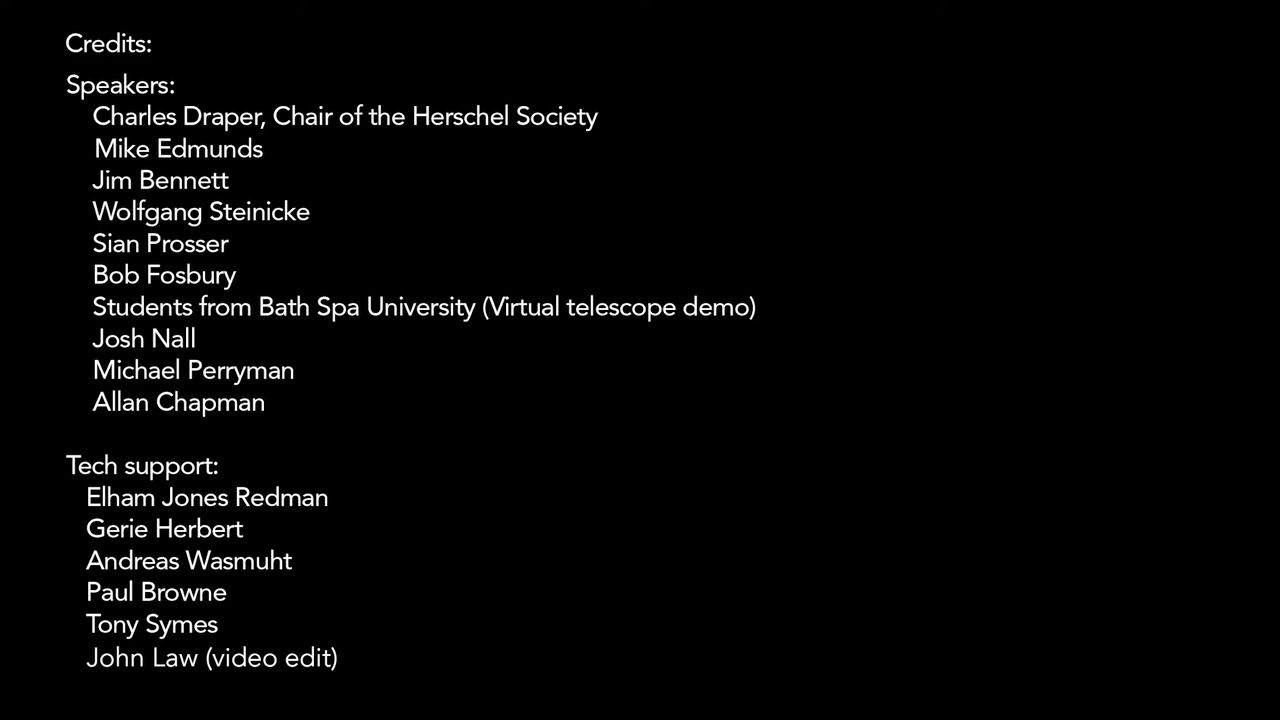 Credits:
Speakers:
Charles Draper, Chair of the Herschel Society
Mike Edmunds
Jim Bennett
Wolfgang Steinicke
Sian Prosser
Bob Fosbury
Students from Bath Spa University (Virtual telescope demo)
Josh Nall
Michael Perryman
Allan Chapman
Tech support:
Elham Jones Redman
Gerie Herbert
Andreas Wasmuht
Paul Browne
Tony Symes
John Law (video edit)